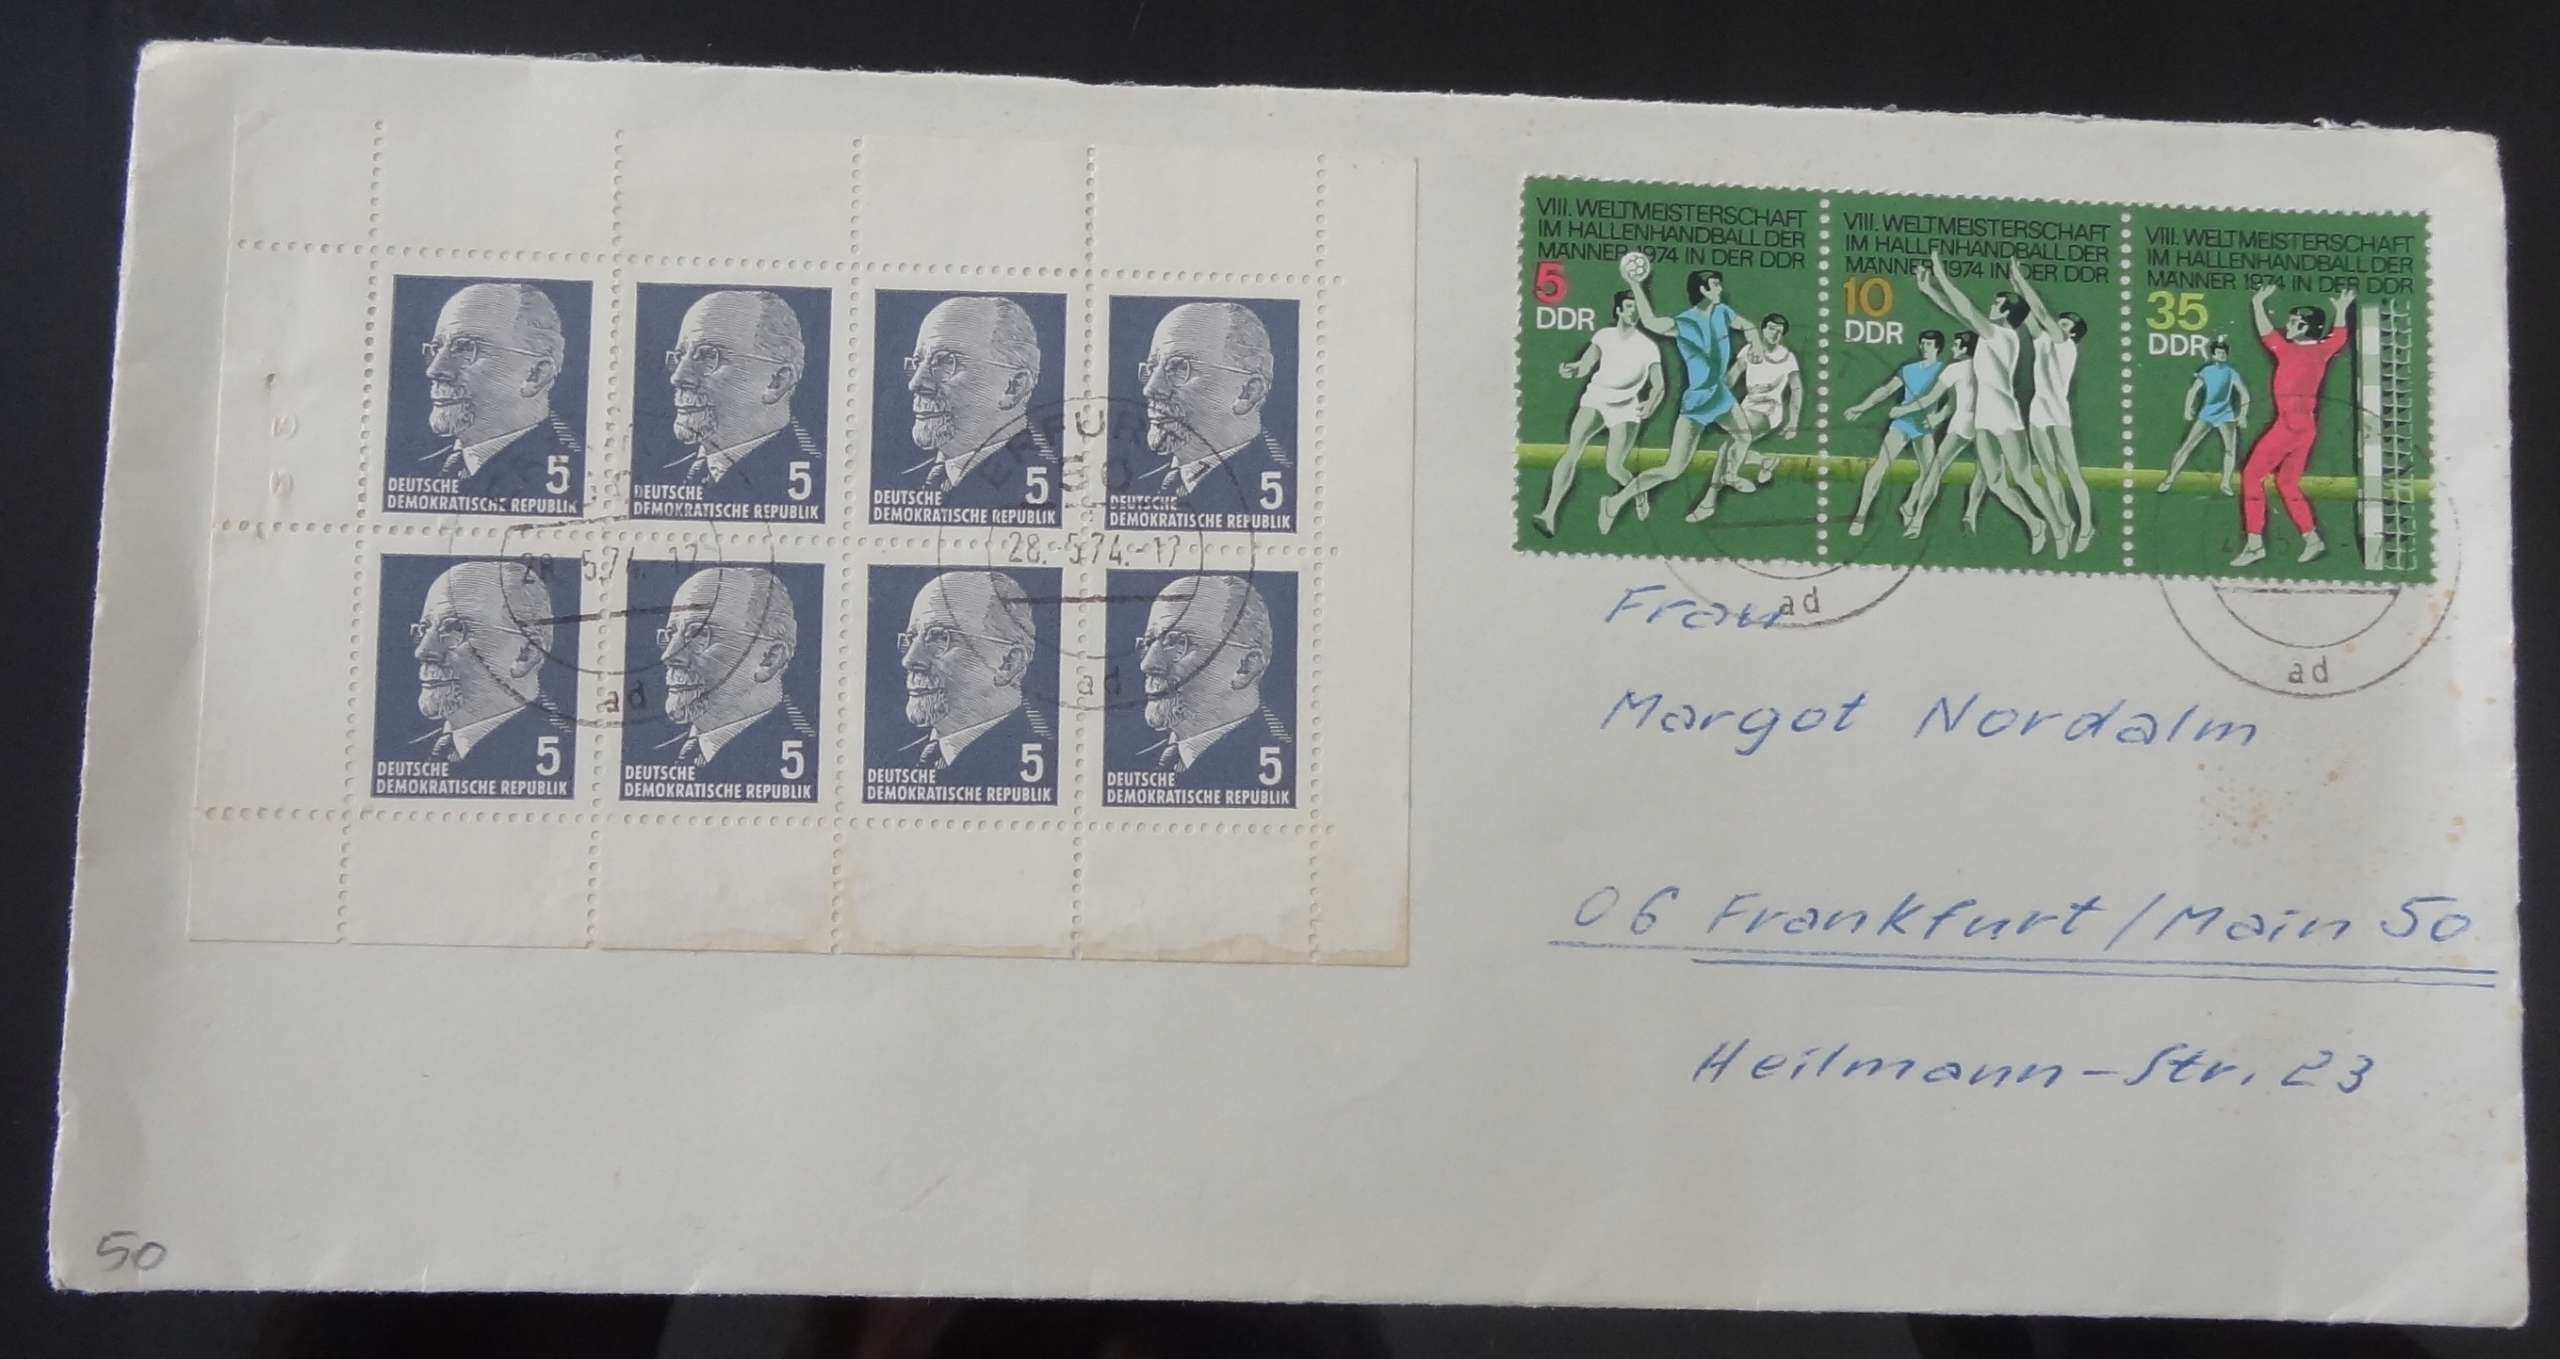 VIII. WELTMEISTERSCHAFT
IM HALLENHANDBALL DER
MÄNNER 1974 IN DER DDR
5
DDR
VIII. WELTMEISTERSCHAFT
IM HALLENHANDBALL DER
MÄNNER 1974 IN DER DDR
10
DDR
VIII. WELTMEISTERSCHAFT
IM HALLENHANDBALL DER
MÄNNER 1974 IN DER DDR
35
DDR
5
DEUTSCHE
DEMOKRATISCHE REPUBLIK
5
DEUTSCHE
DEMOKRATISCHE REPUBLIK
5
DEUTSCHE
DEMOKRATISCHE REPUBLIK
5
DEUTSCHE
DEMOKRATISCHE REPUBLIK
5
DEUTSCHE
DEMOKRATISCHE REPUBLIK
5
DEUTSCHE
DEMOKRATISCHE REPUBLIK
5
DEUTSCHE
DEMOKRATISCHE REPUBLIK
5
DEUTSCHE
DEMOKRATISCHE REPUBLIK
28. 5.74.-17
ad
ERFURT 1
50
28. 5.74.-17
ad
ad
ad
Frau
Margot Nordalm
06 Frankfurt/Main 50
Heilmann-Str. 23
50